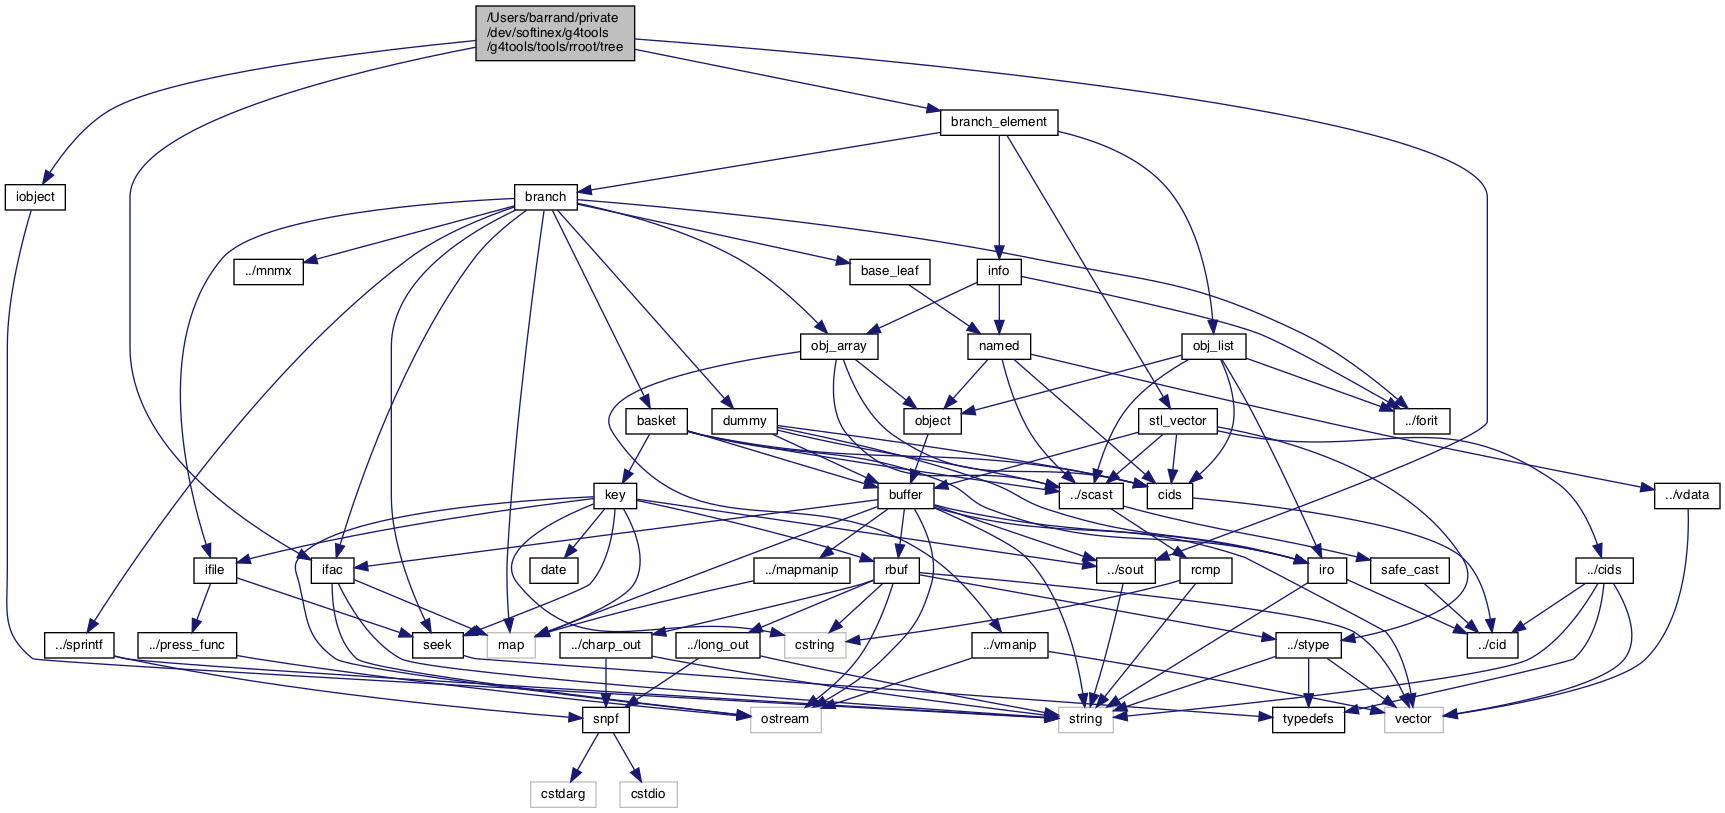 /Users/barrand/private
/dev/softinex/g4tools
/g4tools/tools/rroot/tree
branch_element
iobject
branch
../mnmx
base_leaf
info
obj_array
named
obj_list
basket
dummy
object
stl_vector
../forit
key
buffer
../scast
cids
../vdata
ifile
ifac
date
../mapmanip
rbuf
../sout
rcmp
iro
safe_cast
../cids
../sprintf
../press_func
seek
map
../charp_out
../long_out
cstring
../vmanip
../stype
../cid
snpf
ostream
string
typedefs
vector
cstdarg
cstdio